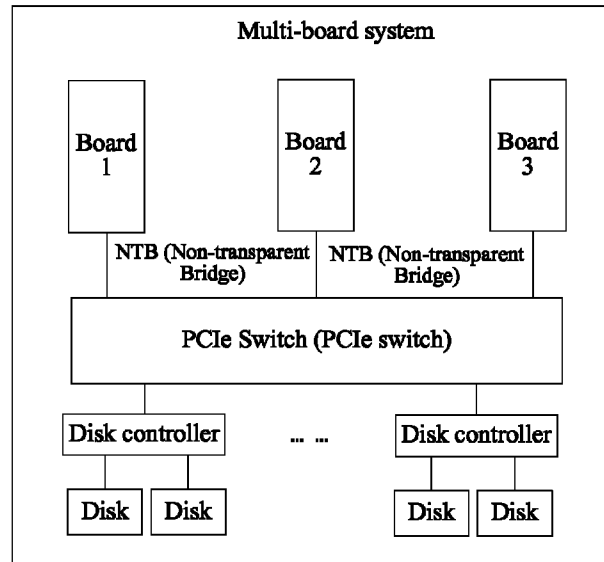 Multi-board system
Board
1
Board
2
Board
3
NTB (Non-transparent
Bridge)
NTB (Non-transparent
Bridge)
PCIe Switch (PCIe switch)
Disk controller
... ...
Disk controller
Disk
Disk
Disk
Disk